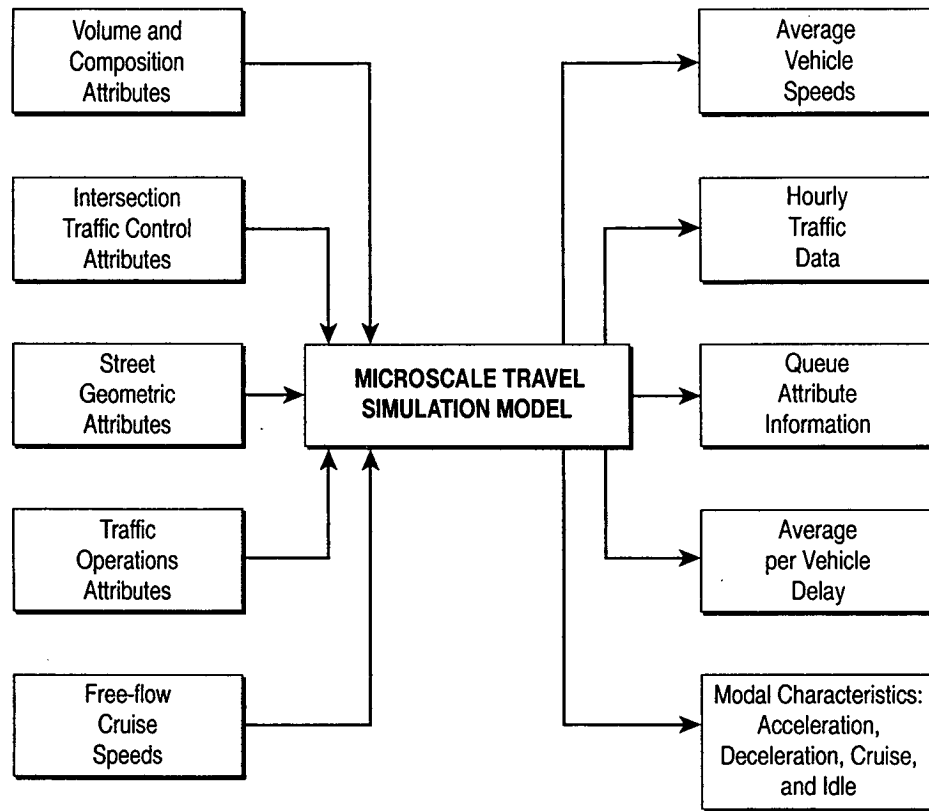 Volume and
Composition
Attributes
Intersection
Traffic Control
Attributes
Street
Geometric
Attributes
Traffic
Operations
Attributes
Free-flow
Cruise
Speeds
MICROSCALE TRAVEL
SIMULATION MODEL
Average
Vehicle
Speeds
Hourly
Traffic
Data
Queue
Attribute
Information
Average
per Vehicle
Delay
Modal Characteristics:
Acceleration,
Deceleration, Cruise,
and Idle